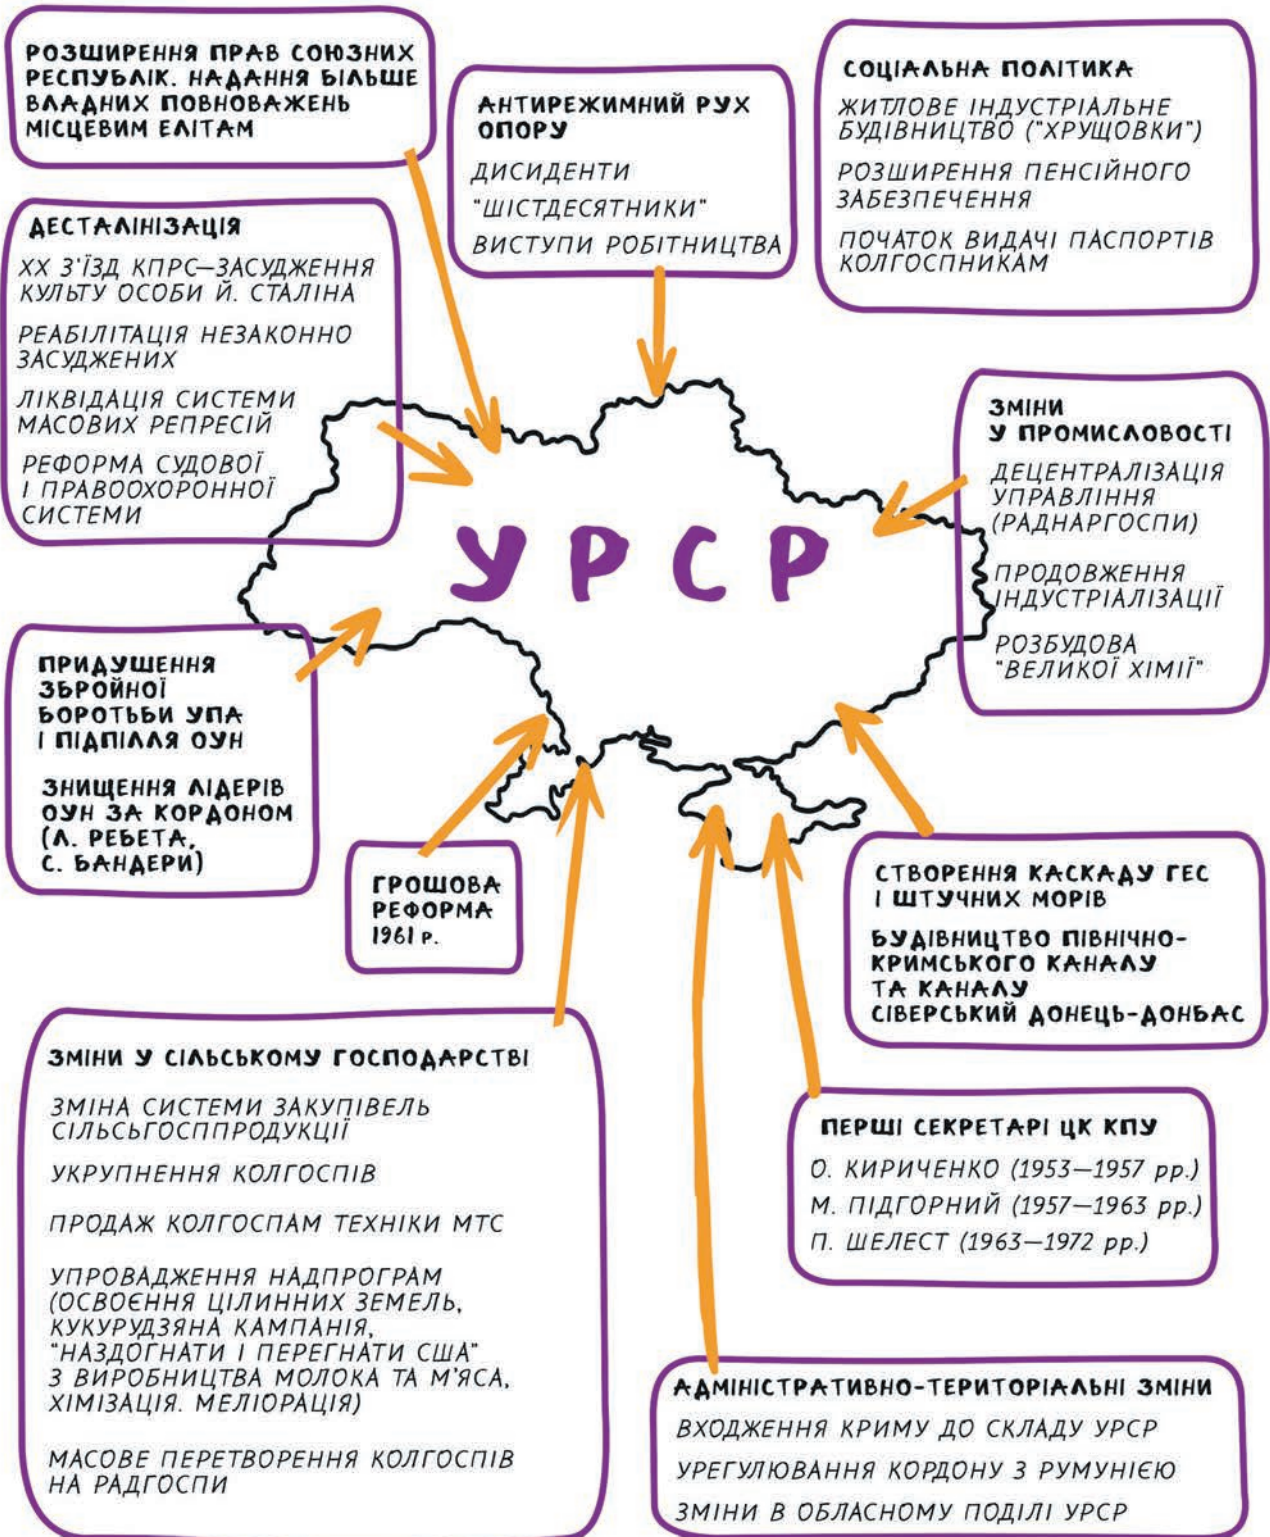 РОЗШИРЕННЯ ПРАВ СОЮЗНИХ
РЕСПУБЛІК. НАДАННЯ БІЛЬШЕ
ВЛАДНИХ ПОВНОВАЖЕНЬ
МІСЦЕВИМ ЕЛІТАМ
АНТИРЕЖИМНИЙ РУХ
ОПОРУ
ДИСИДЕНТИ
"ШІСТДЕСЯТНИКИ"
ВИСТУПИ РОБІТНИЦТВА
СОЦІАЛЬНА ПОЛІТИКА
ЖИТЛОВЕ ІНДУСТРІАЛЬНЕ
БУДІВНИЦТВО ("ХРУЩОВКИ")
РОЗШИРЕННЯ ПЕНСІЙНОГО
ЗАБЕЗПЕЧЕННЯ
ПОЧАТОК ВИДАЧІ ПАСПОРТІВ
КОЛГОСПНИКАМ
ДЕСТАЛІНІЗАЦІЯ
ХХ З'ЇЗД КПРС—ЗАСУДЖЕННЯ
КУЛЬТУ ОСОБИ Й. СТАЛІНА
РЕАБІЛІТАЦІЯ НЕЗАКОННО
ЗАСУДЖЕНИХ
ЛІКВІДАЦІЯ СИСТЕМИ
МАСОВИХ РЕПРЕСІЙ
РЕФОРМА СУДОВОЇ
І ПРАВООХОРОННОЇ
СИСТЕМИ
ЗМІНИ
У ПРОМИСЛОВОСТІ
ДЕЦЕНТРАЛІЗАЦІЯ
УПРАВЛІННЯ
(РАДНАРГОСПИ)
ПРОДОВЖЕННЯ
ІНДУСТРІАЛІЗАЦІЇ
РОЗБУДОВА
"ВЕЛИКОЇ ХІМІЇ"
УРСР
ПРИДУШЕННЯ
ЗБРОЙНОЇ
БОРОТЬБИ УПА
І ПІДПІЛЛЯ ОУН
ЗНИЩЕННЯ ЛІДЕРІВ
ОУН ЗА КОРДОНОМ
(Л. РЕБЕТА,
С. БАНДЕРИ)
ГРОШОВА
РЕФОРМА
1961 Р.
СТВОРЕННЯ КАСКАДУ ГЕС
І ШТУЧНИХ МОРІВ
БУДІВНИЦТВО ПІВНІЧНО-
КРИМСЬКОГО КАНАЛУ
ТА КАНАЛУ
СІВЕРСЬКИЙ ДОНЕЦЬ-ДОНБАС
ЗМІНИ У СІЛЬСЬКОМУ ГОСПОДАРСТВІ
ЗМІНА СИСТЕМИ ЗАКУПІВЕЛЬ
СІЛЬСЬГОСППРОДУКЦІЇ
УКРУПНЕННЯ КОЛГОСПІВ
ПРОДАЖ КОЛГОСПАМ ТЕХНІКИ МТС
УПРОВАДЖЕННЯ НАДПРОГРАМ
(ОСВОЄННЯ ЦІЛИННИХ ЗЕМЕЛЬ,
КУКУРУДЗЯНА КАМПАНІЯ,
"НАЗДОГНАТИ І ПЕРЕГНАТИ США"
З ВИРОБНИЦТВА МОЛОКА ТА М'ЯСА,
ХІМІЗАЦІЯ. МЕЛІОРАЦІЯ)
МАСОВЕ ПЕРЕТВОРЕННЯ КОЛГОСПІВ
НА РАДГОСПИ
ПЕРШІ СЕКРЕТАРІ ЦК КПУ
О. КИРИЧЕНКО (1953—1957 рр.)
М. ПІДГОРНИЙ (1957—1963 рр.)
П. ШЕЛЕСТ (1963—1972 рр.)
АДМІНІСТРАТИВНО-ТЕРИТОРІАЛЬНІ ЗМІНИ
ВХОДЖЕННЯ КРИМУ ДО СКЛАДУ УРСР
УРЕГУЛЮВАННЯ КОРДОНУ З РУМУНІЄЮ
ЗМІНИ В ОБЛАСНОМУ ПОДІЛІ УРСР